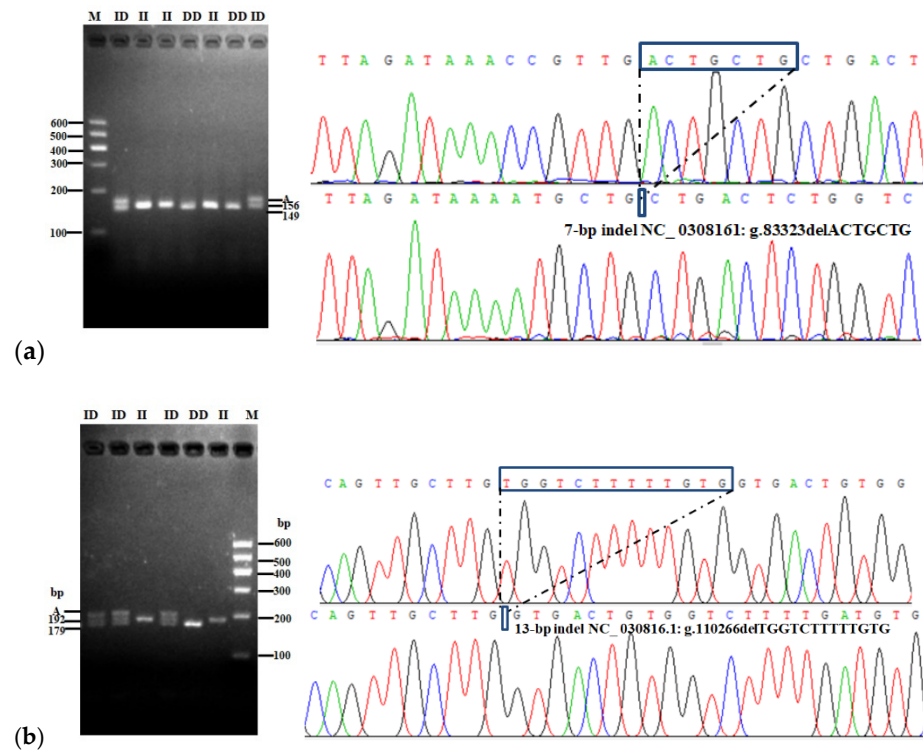 M ID II II DD II DD ID
600
500
400
300
200
A
156
149
100
T T A G A T A A A C C G T T G A C T G C T G C T G A C T
T T A G A T A A A A T G C T G C T G A C T C T G G T C
7-bp indel NC_ 0308161: g.83323delACTGCTG
(a)
ID ID II ID DD II M
bp
600
500
400
300
200
100
bp
A
192
179
C A G T T G C T T G T G G T C T T T T T G T G G T G A C T G T G G
C A G T T G C T T G G T G A C T G T G G T C T T T T G A T G T G
13-bp indel NC_ 030816.1: g.110266delTGGTCTTTTTGTG
(b)